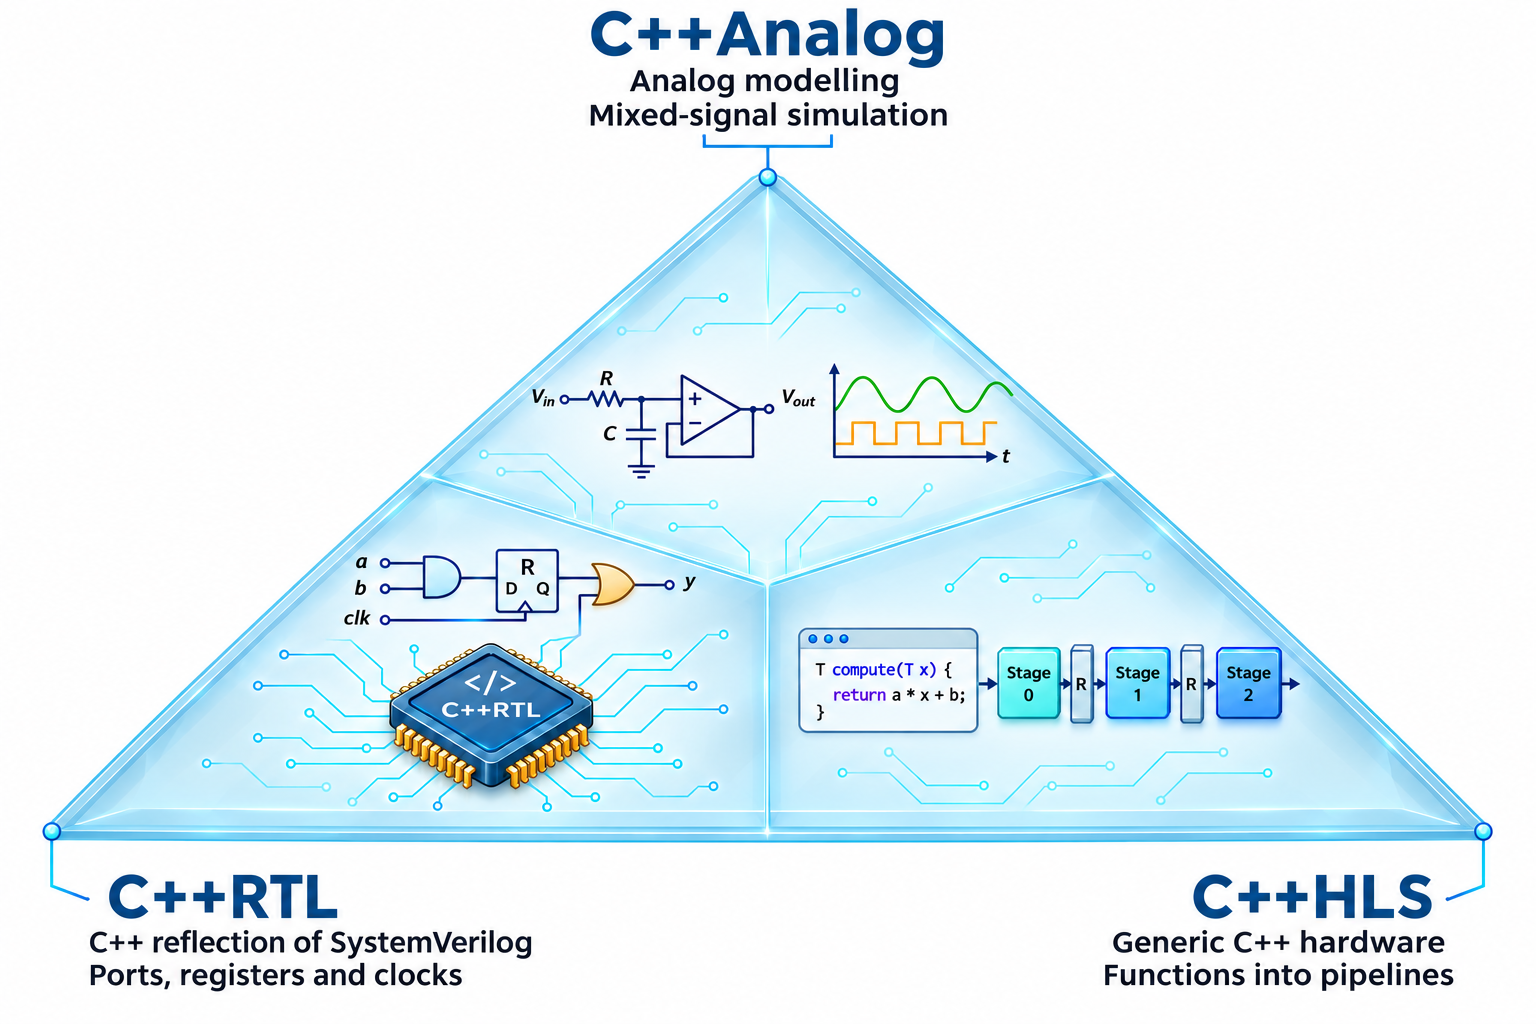 C++Analog
Analog modelling
Mixed-signal simulation
R
Vin
Vout
C
t
a
b
clk
R
D Q
y
</>
C++RTL
T compute(T x) {
return a * x + b;
}
Stage
0
R
Stage
1
R
Stage
2
C++RTL
C++ reflection of SystemVerilog
Ports, registers and clocks
C++HLS
Generic C++ hardware
Functions into pipelines